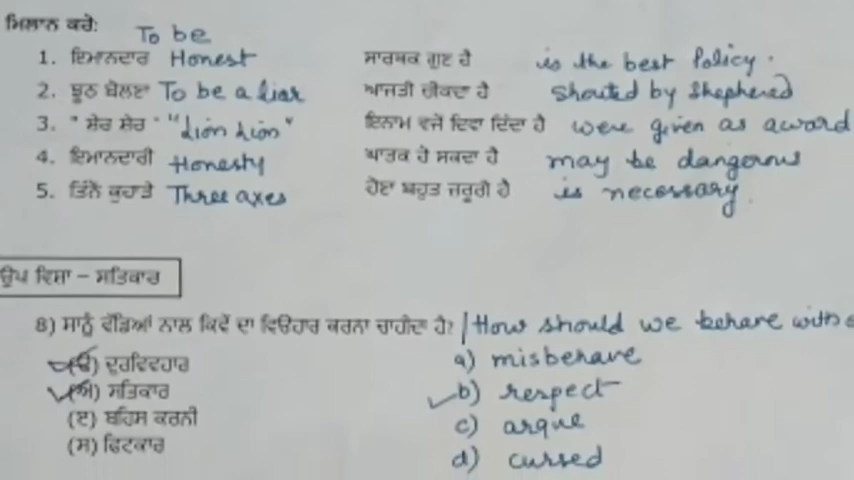 ਮਿਲਾਨ ਕਰੋ: To be
1. ਇਮਾਨਦਾਰ Honest ਸਾਰਥਕ ਗੁਣ ਹੈ is the best Policy.
2. ਝੂਠ ਬੋਲਣਾ To be a liar ਆਜੜੀ ਚੀਕਦਾ ਹੈ shouted by Shepherd
3. "ਸ਼ੇਰ ਸ਼ੇਰ" "Lion Lion" ਇਨਾਮ ਵਜੋਂ ਦਿਵਾ ਦਿੰਦਾ ਹੈ were given as award
4. ਇਮਾਨਦਾਰੀ Honesty ਘਾਤਕ ਹੋ ਸਕਦਾ ਹੈ may be dangerous
5. ਤਿੰਨੋਂ ਕੁਹਾੜੇ Three axes ਹੋਣਾ ਬਹੁਤ ਜ਼ਰੂਰੀ ਹੈ is necessary
ਉਪ ਵਿਸ਼ਾ – ਸਤਿਕਾਰ
8) ਸਾਨੂੰ ਵੱਡਿਆਂ ਨਾਲ ਕਿਵੇਂ ਦਾ ਵਿਓਹਾਰ ਕਰਨਾ ਚਾਹੀਦਾ ਹੈ? / How should we behave with
(ੳ) ਦੁਰਵਿਵਹਾਰ a) misbehave
(ਅ) ਸਤਿਕਾਰ b) respect
(ੲ) ਬਹਿਸ ਕਰਨੀ c) argue
(ਸ) ਫਿਟਕਾਰ d) cursed